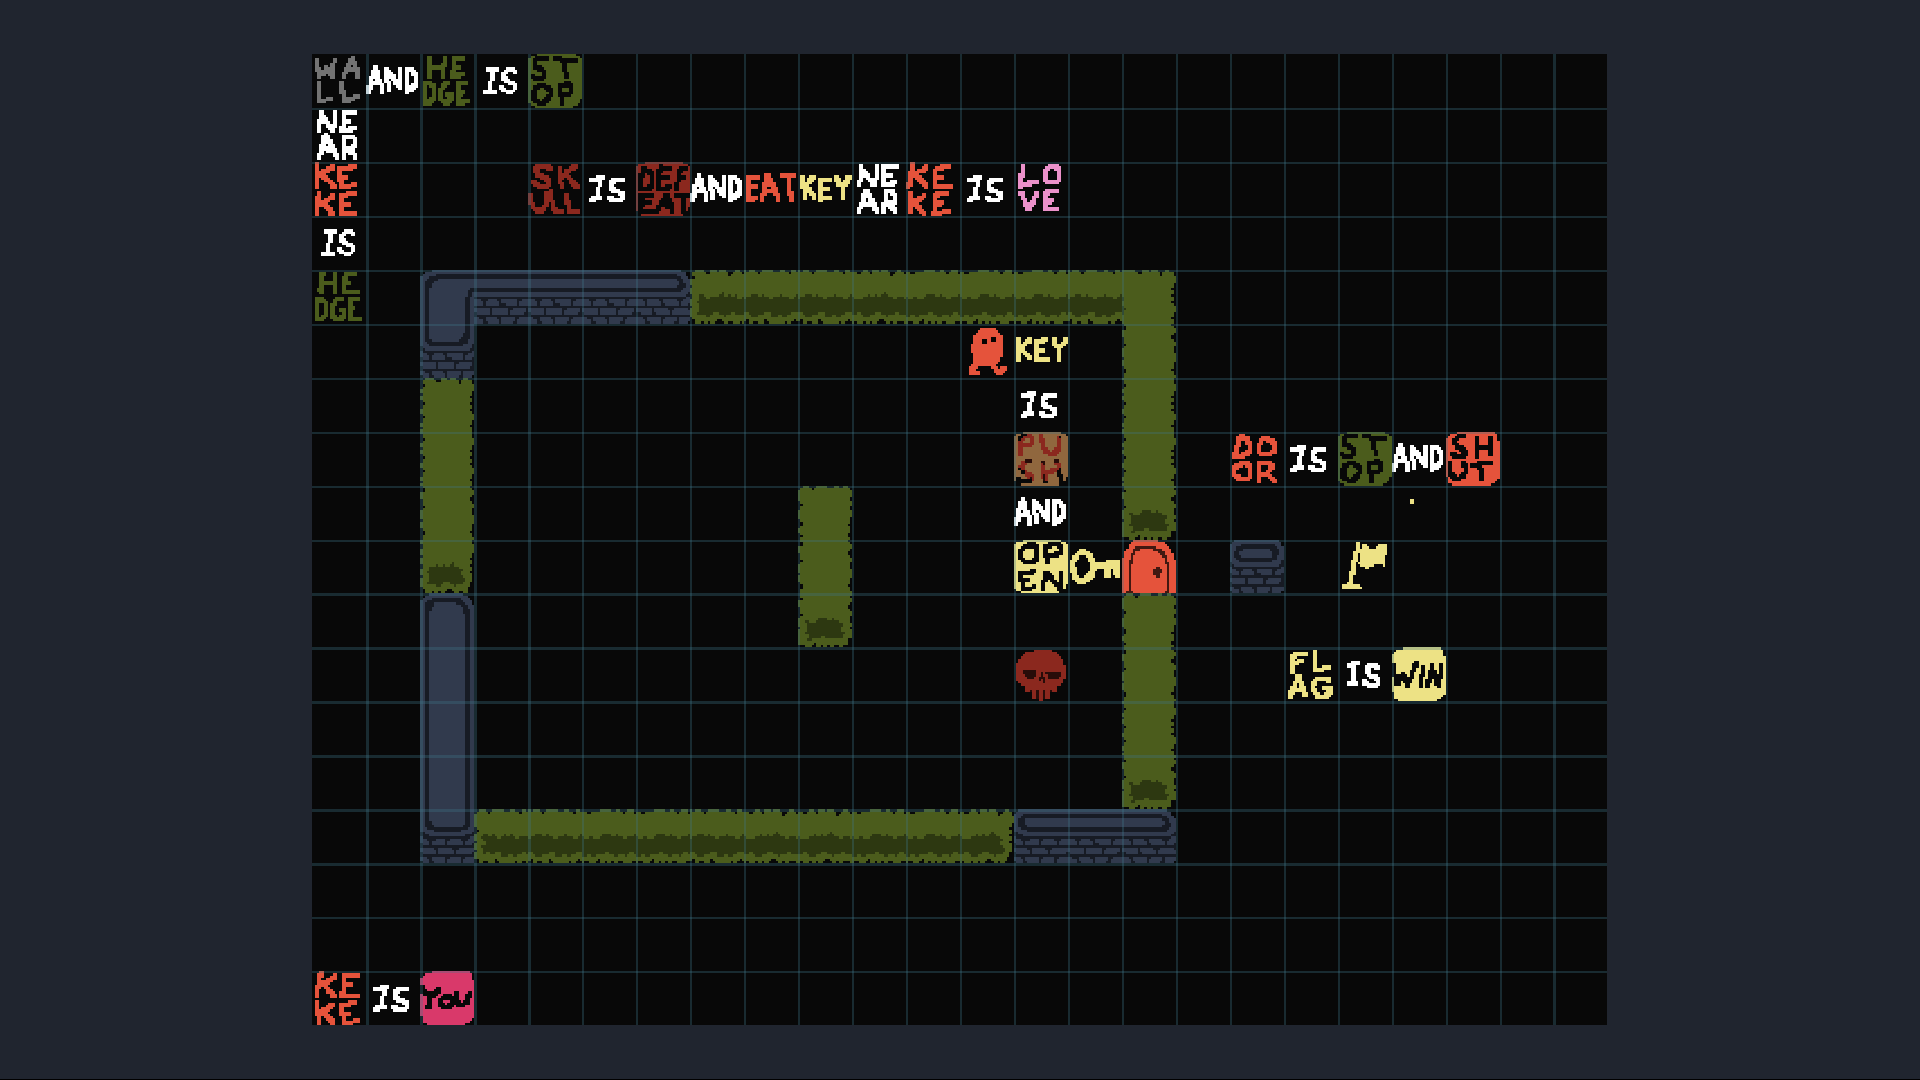 WALL AND HEDGE IS STOP
NEAR
KEKE
SKULL IS DEFEAT AND EAT KEY NEAR KEKE IS LOVE
IS
HEDGE
KEY
IS
PUSH
DOOR IS STOP AND SHUT
AND
OPEN
FLAG IS WIN
KEKE IS YOU